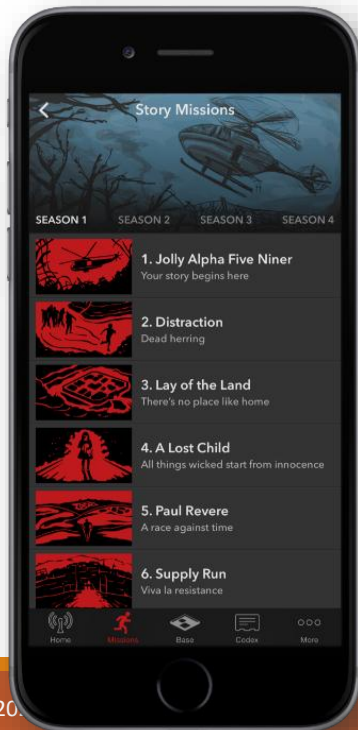 Story Missions
SEASON 1 SEASON 2 SEASON 3 SEASON 4
1. Jolly Alpha Five Niner
Your story begins here
2. Distraction
Dead herring
3. Lay of the Land
There's no place like home
4. A Lost Child
All things wicked start from innocence
5. Paul Revere
A race against time
6. Supply Run
Viva la resistance
Home Missions Base Codex More